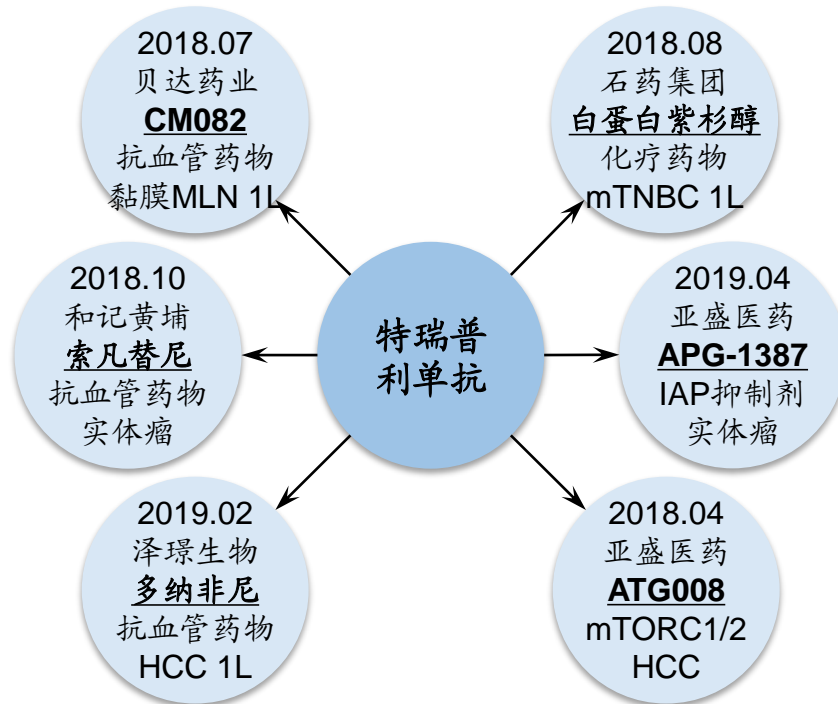 2018.07
贝达药业
CM082
抗血管药物
黏膜MLN 1L
2018.08
石药集团
白蛋白紫杉醇
化疗药物
mTNBC 1L
2018.10
和记黄埔
索凡替尼
抗血管药物
实体瘤
特瑞普
利单抗
2019.04
亚盛医药
APG-1387
IAP抑制剂
实体瘤
2019.02
泽璟生物
多纳非尼
抗血管药物
HCC 1L
2018.04
亚盛医药
ATG008
mTORC1/2
HCC